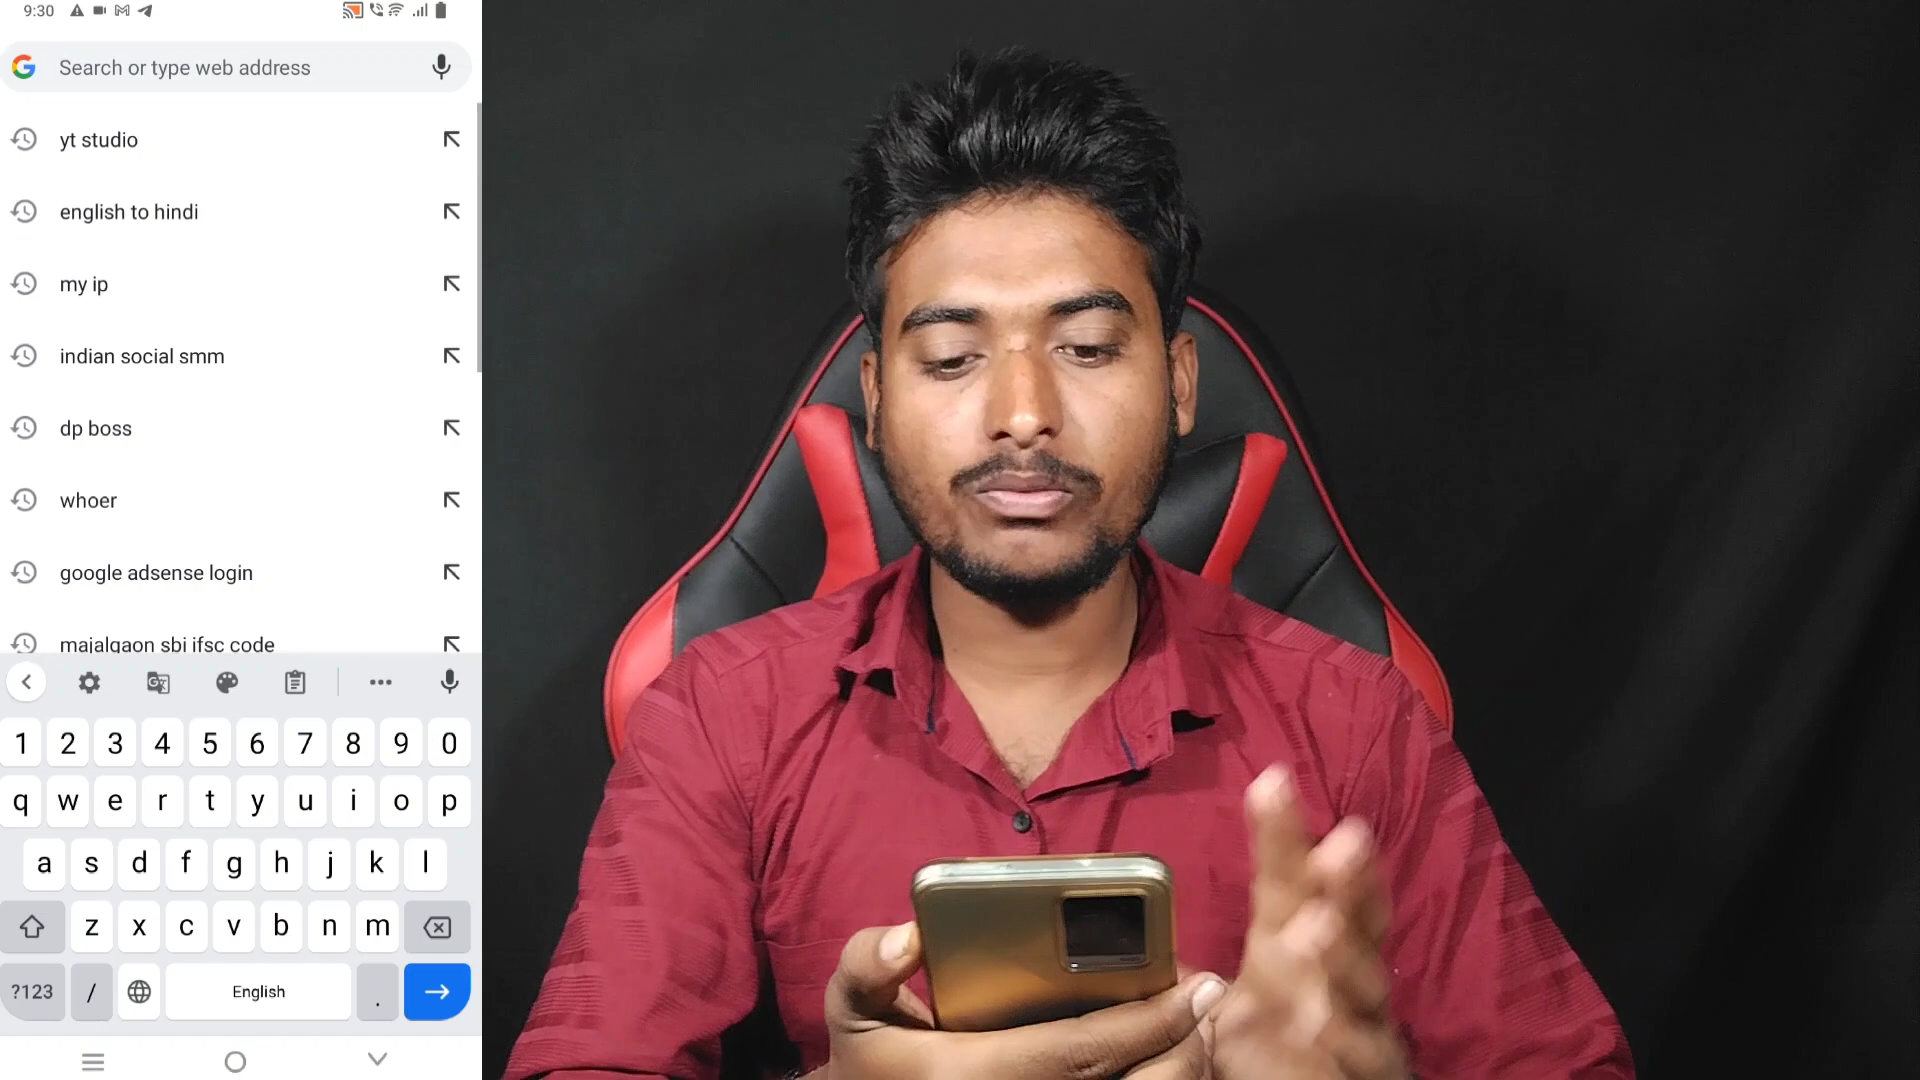 9:30
Search or type web address
yt studio
english to hindi
my ip
indian social smm
dp boss
whoer
google adsense login
majalgaon sbi ifsc code
1 2 3 4 5 6 7 8 9 0
q w e r t y u i o p
a s d f g h j k l
z x c v b n m
?123 / English .